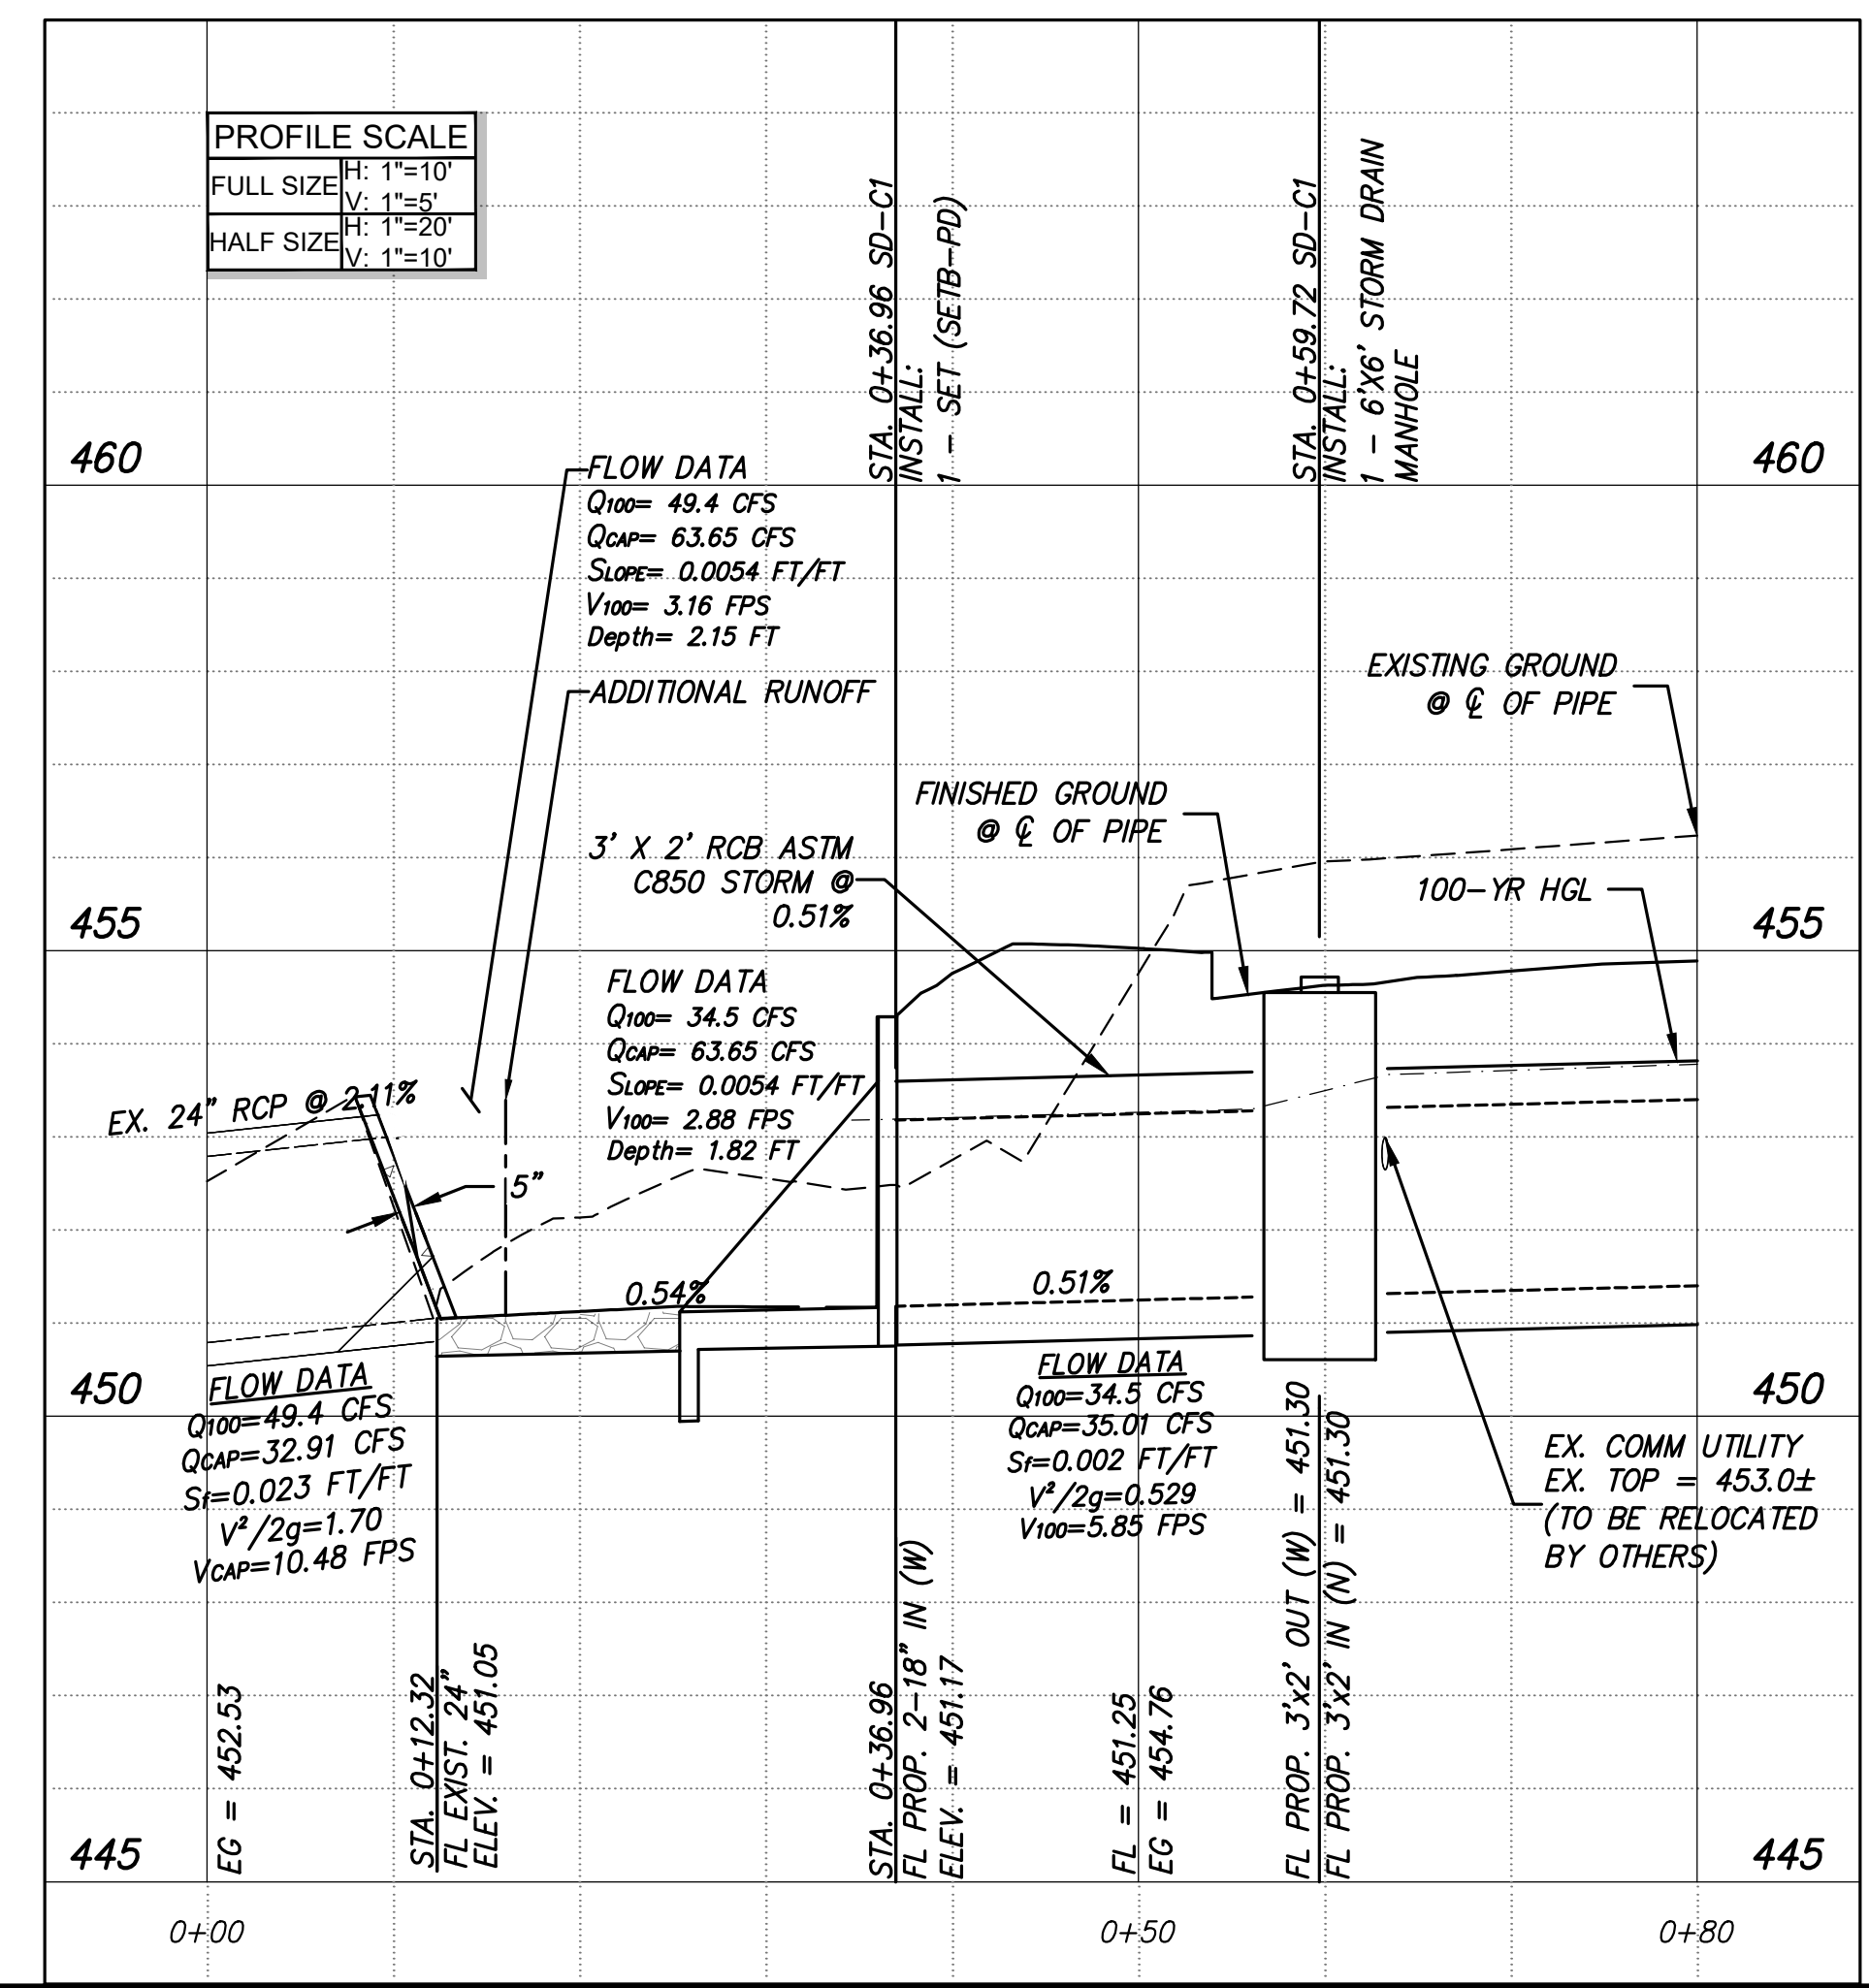 PROFILE SCALE
FULL SIZE
H: 1"=10'
V: 1"=5'
HALF SIZE
H: 1"=20'
V: 1"=10'
STA. 0+36.96 SD-C1
INSTALL:
1 - SET (SETB-PD)
STA. 0+59.72 SD-C1
INSTALL:
1 - 6'X6' STORM DRAIN
MANHOLE
460
460
FLOW DATA
Q100= 49.4 CFS
QCAP= 63.65 CFS
SLOPE= 0.0054 FT/FT
V100= 3.16 FPS
Depth= 2.15 FT
ADDITIONAL RUNOFF
EXISTING GROUND
@ ℄ OF PIPE
FINISHED GROUND
@ ℄ OF PIPE
3' X 2' RCB ASTM
C850 STORM @
0.51%
100-YR HGL
455
455
FLOW DATA
Q100= 34.5 CFS
QCAP= 63.65 CFS
SLOPE= 0.0054 FT/FT
V100= 2.88 FPS
Depth= 1.82 FT
EX. 24" RCP @ 2.11%
5"
0.54%
0.51%
450
450
FLOW DATA
Q100=49.4 CFS
QCAP=32.91 CFS
Sf=0.023 FT/FT
V²/2g=1.70
VCAP=10.48 FPS
FLOW DATA
Q100=34.5 CFS
QCAP=35.01 CFS
Sf=0.002 FT/FT
V²/2g=0.529
V100=5.85 FPS
EX. COMM UTILITY
EX. TOP = 453.0±
(TO BE RELOCATED
BY OTHERS)
EG = 452.53
STA. 0+12.32
FL EXIST. 24"
ELEV. = 451.05
STA. 0+36.96
FL PROP. 2-18" IN (W)
ELEV. = 451.17
FL = 451.25
EG = 454.76
FL PROP. 3'x2' OUT (W) = 451.30
FL PROP. 3'x2' IN (N) = 451.30
445
445
0+00
0+50
0+80